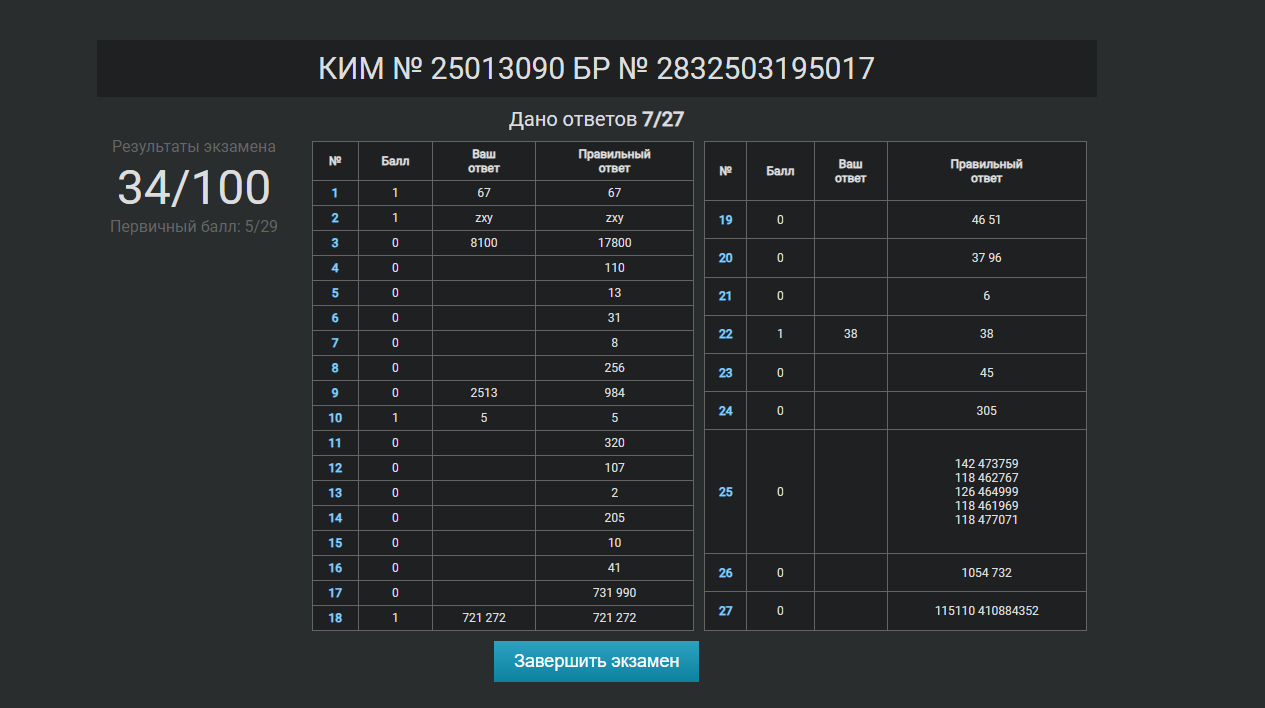 КИМ № 25013090 БР № 2832503195017
Дано ответов 7/27
Результаты экзамена
34/100
Первичный балл: 5/29
№ Балл Ваш ответ Правильный ответ
1 1 67 67
2 1 zxy zxy
3 0 8100 17800
4 0 110
5 0 13
6 0 31
7 0 8
8 0 256
9 0 2513 984
10 1 5 5
11 0 320
12 0 107
13 0 2
14 0 205
15 0 10
16 0 41
17 0 731 990
18 1 721 272 721 272
№ Балл Ваш ответ Правильный ответ
19 0 46 51
20 0 37 96
21 0 6
22 1 38 38
23 0 45
24 0 305
25 0 142 473759
118 462767
126 464999
118 461969
118 477071
26 0 1054 732
27 0 115110 410884352
Завершить экзамен